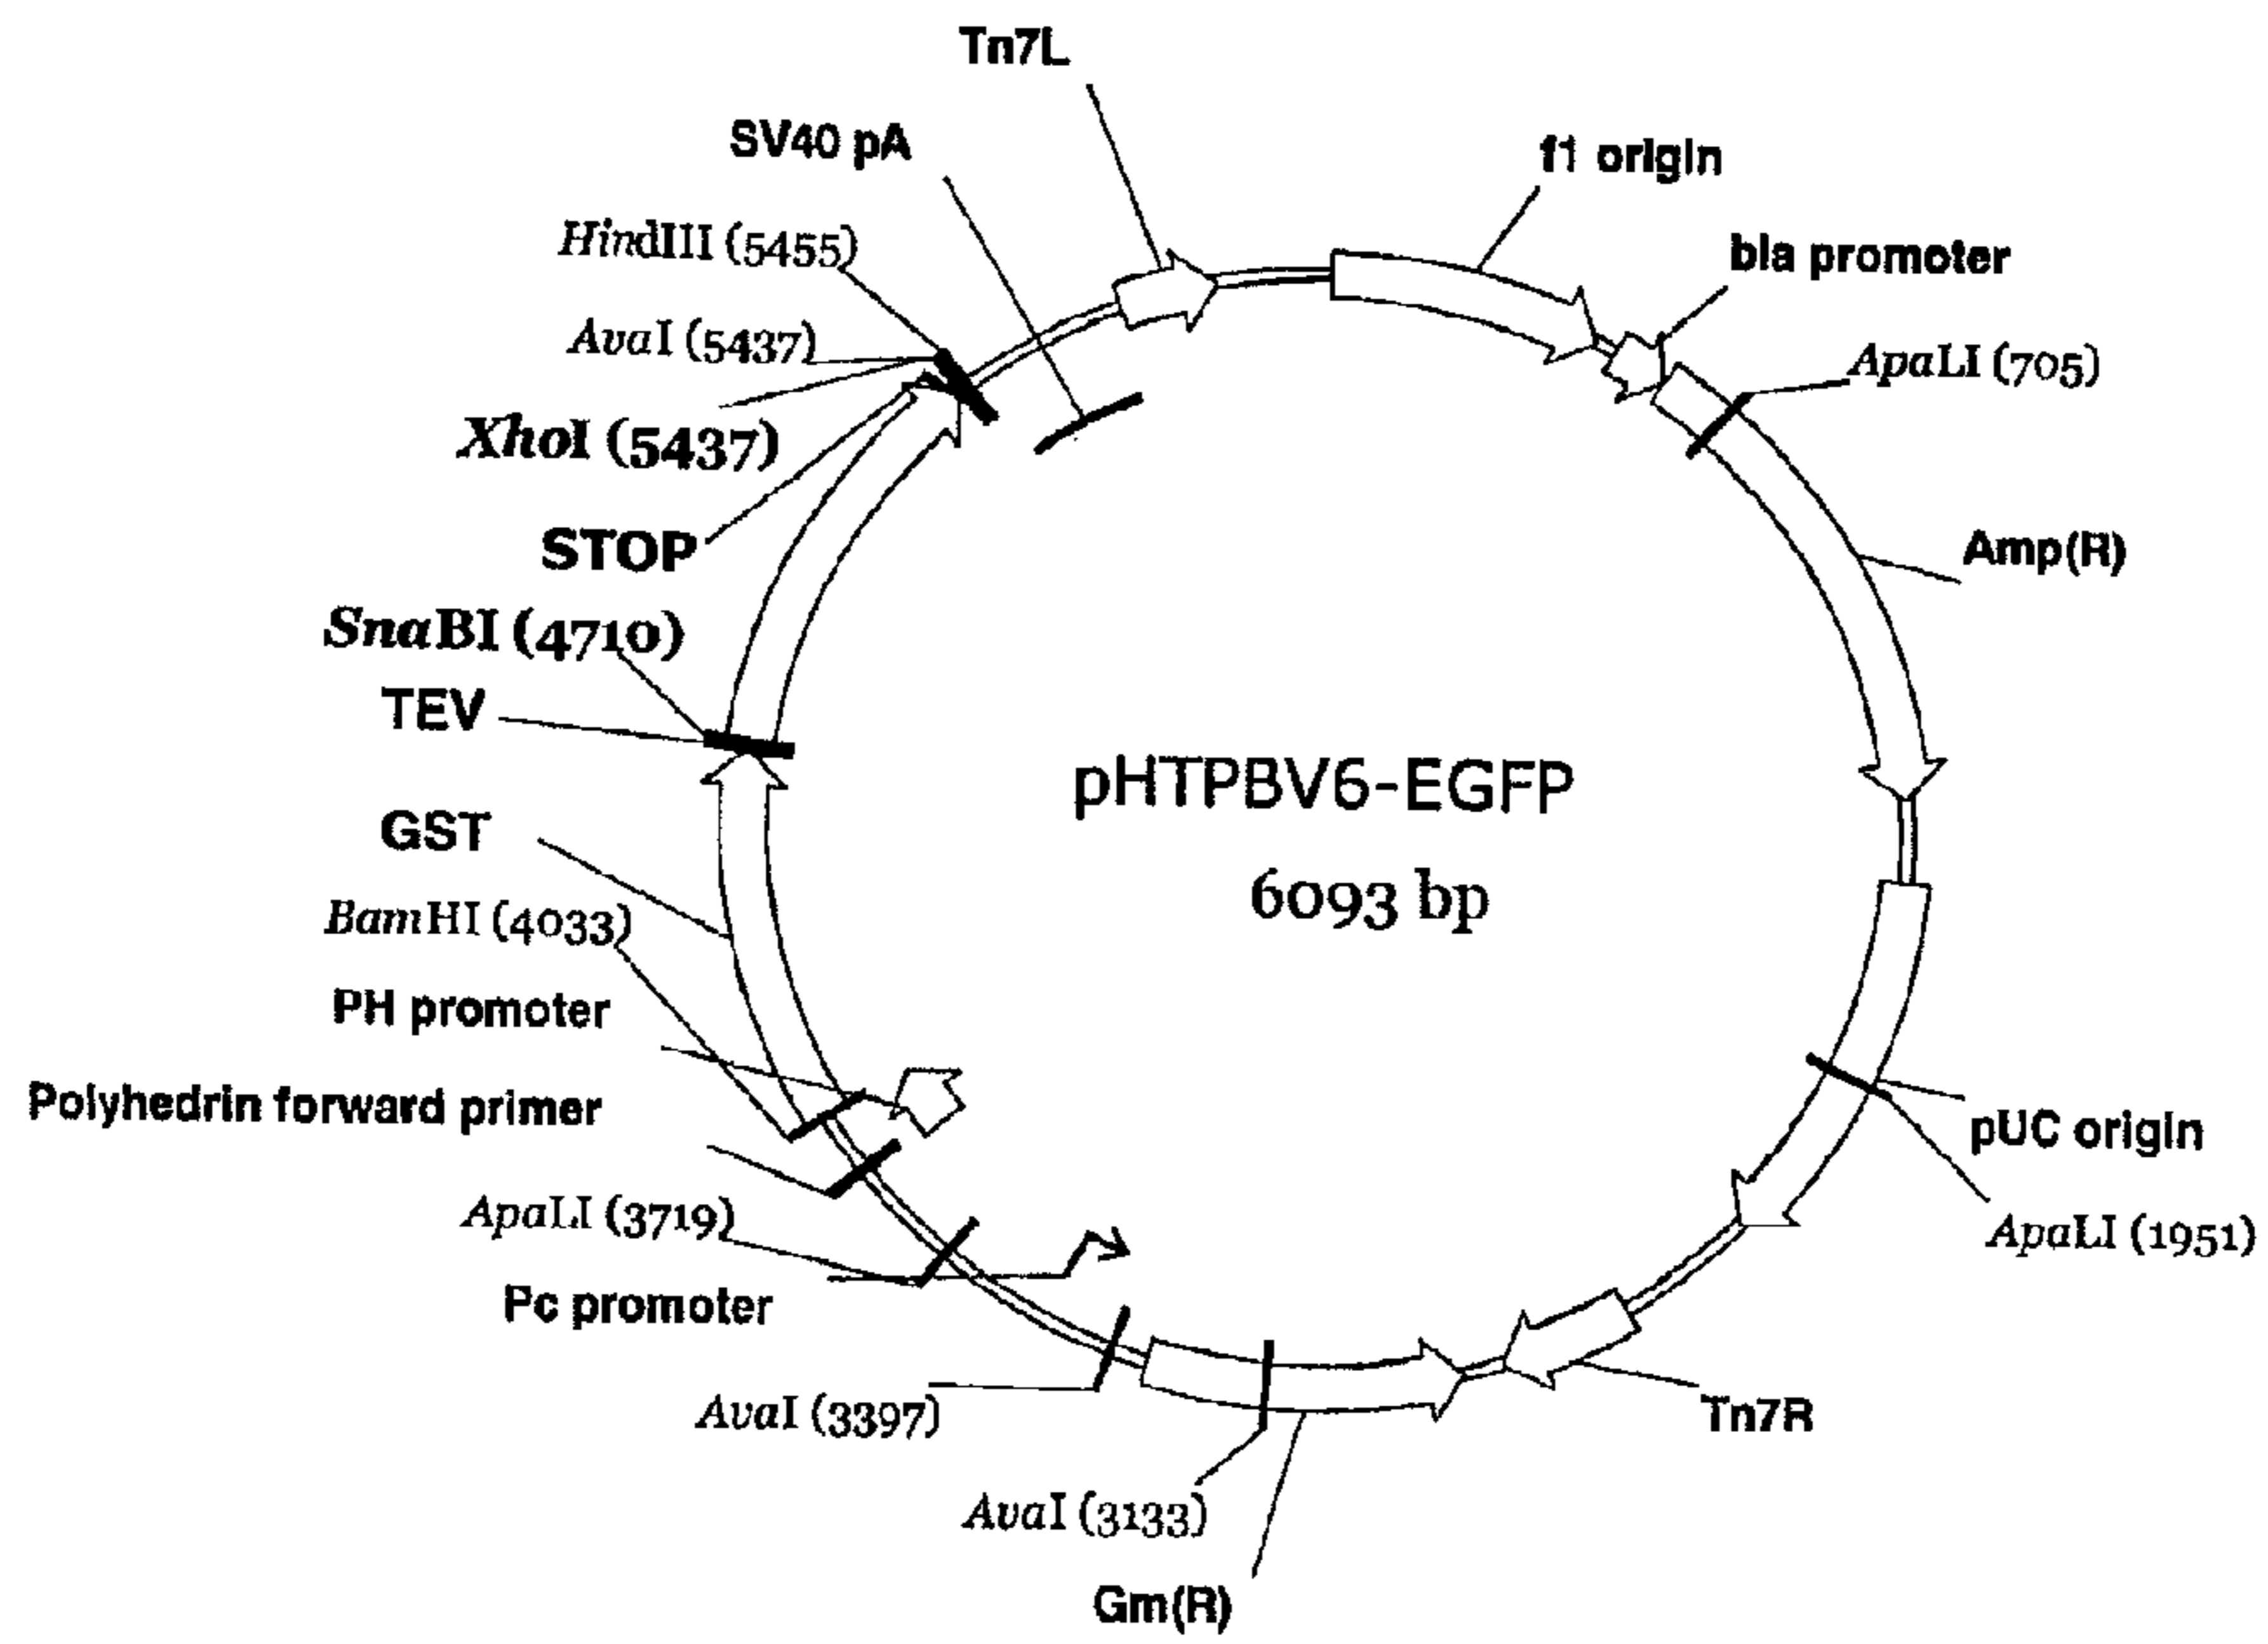 Tn7L
SV40 pA
f1 origin
HindIII (5455)
bla promoter
AvaI (5437)
ApaLI (705)
XhoI (5437)
STOP
Amp(R)
SnaBI (4710)
TEV
pHTPBV6-EGFP
GST
6093 bp
BamHI (4033)
PH promoter
Polyhedrin forward primer
pUC origin
ApaLI (3719)
ApaLI (1951)
Pc promoter
AvaI (3397)
Tn7R
AvaI (3133)
Gm(R)